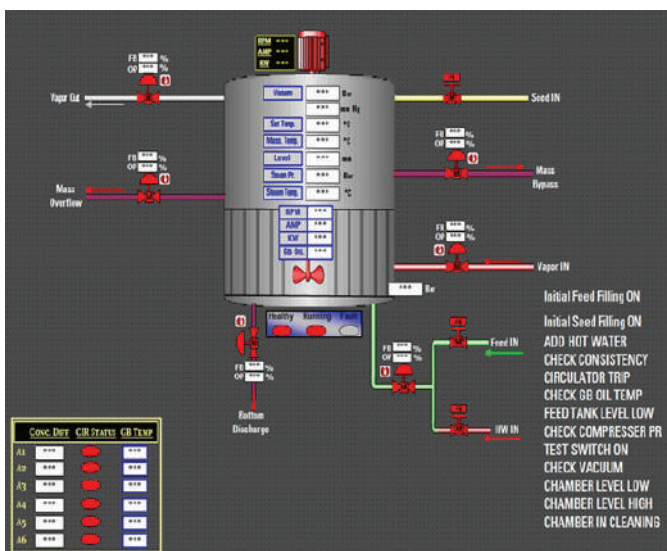 RPM ***
AMP ***
KW ***
FB *** %
OP *** %
Vapor Out
Vacuum *** Bar
*** mm Hg
Sat Temp. *** °C
Mass. Temp. *** °C
Level *** mm
Steam Pr. *** Bar
Steam Temp. *** °C
Seed IN
FB *** %
OP *** %
Mass
Overflow
FB *** %
OP *** %
Mass
Bypass
RPM ***
AMP ***
KW ***
GB OIL ***
FB *** %
OP *** %
Vapor IN
*** Bar
Healthy Running Fault
FB *** %
OP *** %
Bottom
Discharge
FB *** %
OP *** %
Feed IN
HW IN
Initial Feed Filling ON
Initial Seed Filling ON
ADD HOT WATER
CHECK CONSISTENCY
CIRCULATOR TRIP
CHECK GB OIL TEMP
FEED TANK LEVEL LOW
CHECK COMPRESSER PR
TEST SWITCH ON
CHECK VACUUM
CHAMBER LEVEL LOW
CHAMBER LEVEL HIGH
CHAMBER IN CLEANING
CONC. DIFF CIR STATUS GB TEMP
A1 *** ***
A2 *** ***
A3 *** ***
A4 *** ***
A5 *** ***
A6 *** ***